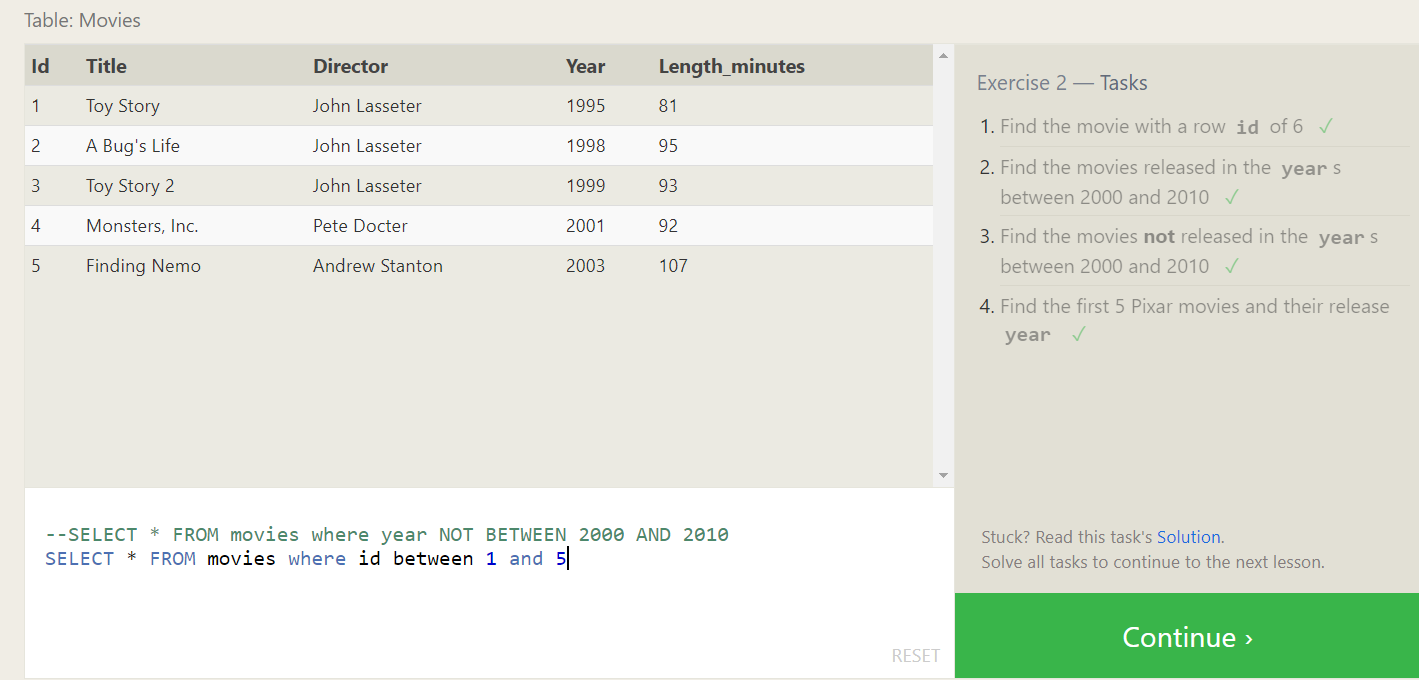 Table: Movies
Id Title Director Year Length_minutes
1 Toy Story John Lasseter 1995 81
2 A Bug's Life John Lasseter 1998 95
3 Toy Story 2 John Lasseter 1999 93
4 Monsters, Inc. Pete Docter 2001 92
5 Finding Nemo Andrew Stanton 2003 107
--SELECT * FROM movies where year NOT BETWEEN 2000 AND 2010
SELECT * FROM movies where id between 1 and 5
RESET
Exercise 2 — Tasks
1. Find the movie with a row id of 6 ✓
2. Find the movies released in the year s
between 2000 and 2010 ✓
3. Find the movies not released in the year s
between 2000 and 2010 ✓
4. Find the first 5 Pixar movies and their release
year ✓
Stuck? Read this task's Solution.
Solve all tasks to continue to the next lesson.
Continue ›